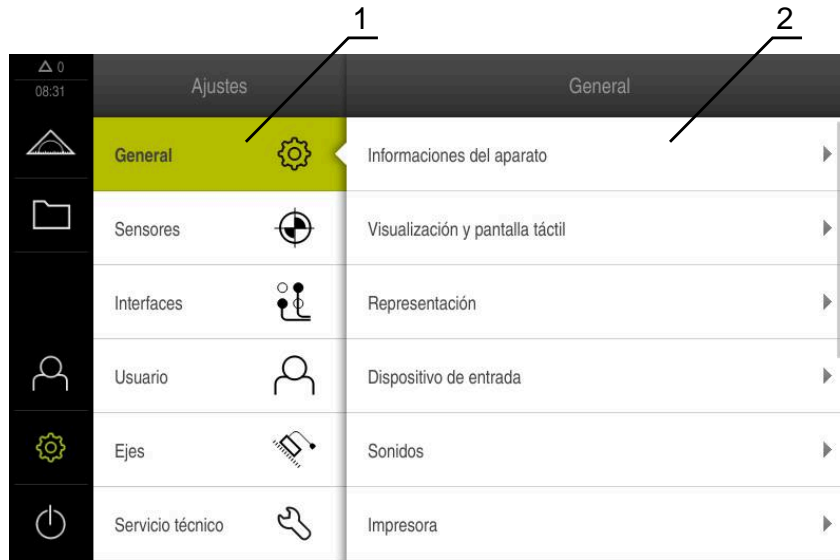 1
2
0
08:31
Ajustes
General
General
Sensores
Interfaces
Usuario
Ejes
Servicio técnico
Informaciones del aparato
Visualización y pantalla táctil
Representación
Dispositivo de entrada
Sonidos
Impresora